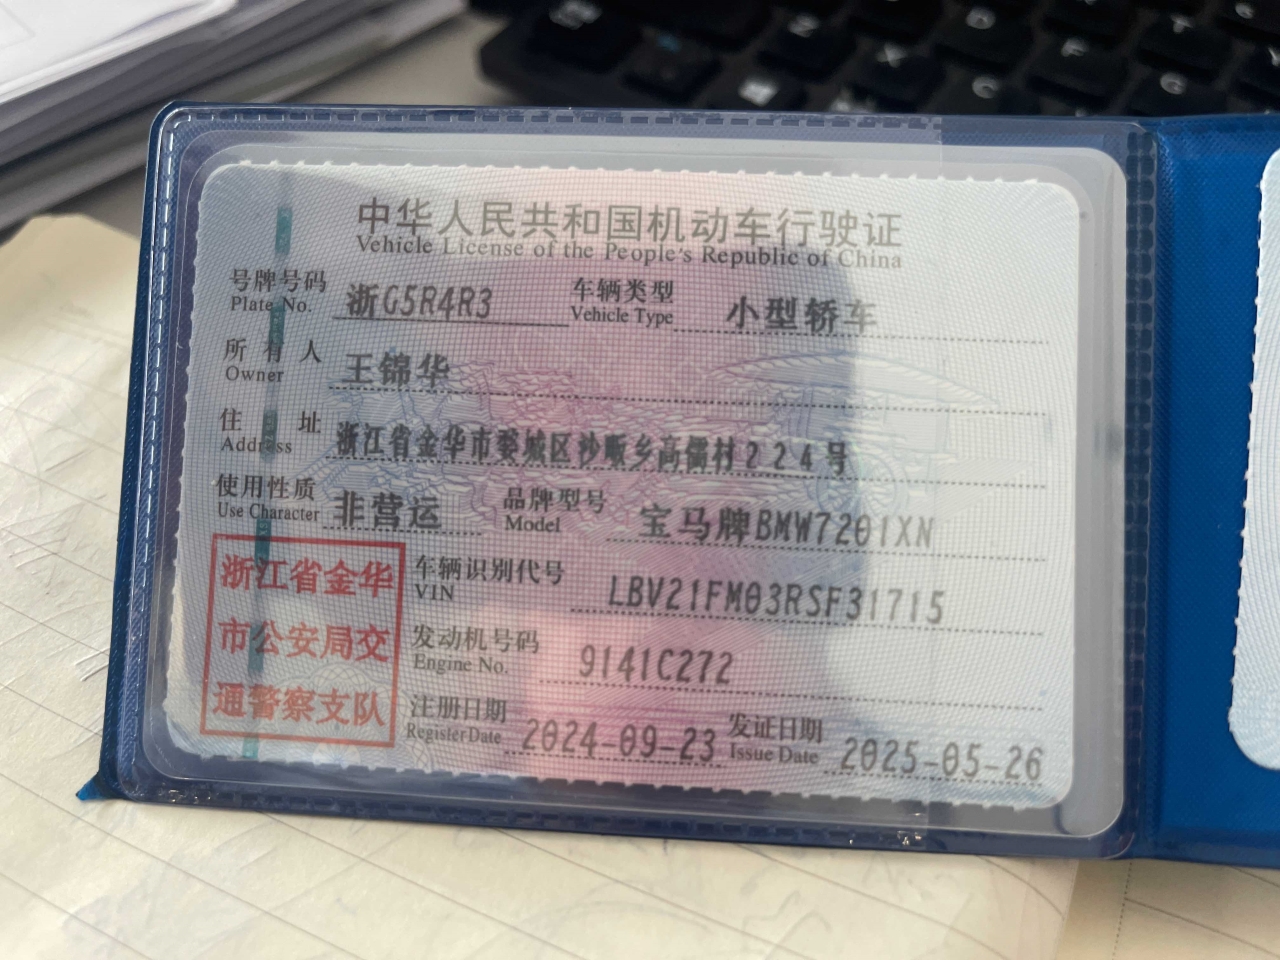 中华人民共和国机动车行驶证
Vehicle License of the People's Republic of China
号牌号码 浙G5R4R3 车辆类型 小型轿车
Plate No. Vehicle Type
所有人 王锦华
Owner
住址 浙江省金华市婺城区沙畈乡高儒村224号
Address
使用性质 非营运 品牌型号 宝马牌BMW7201XN
Use Character Model
浙江省金华
市公安局交
通警察支队
车辆识别代号 LBV21FM03RSF31715
VIN
发动机号码 9141C272
Engine No.
注册日期 2024-09-23 发证日期 2025-05-26
Register Date Issue Date